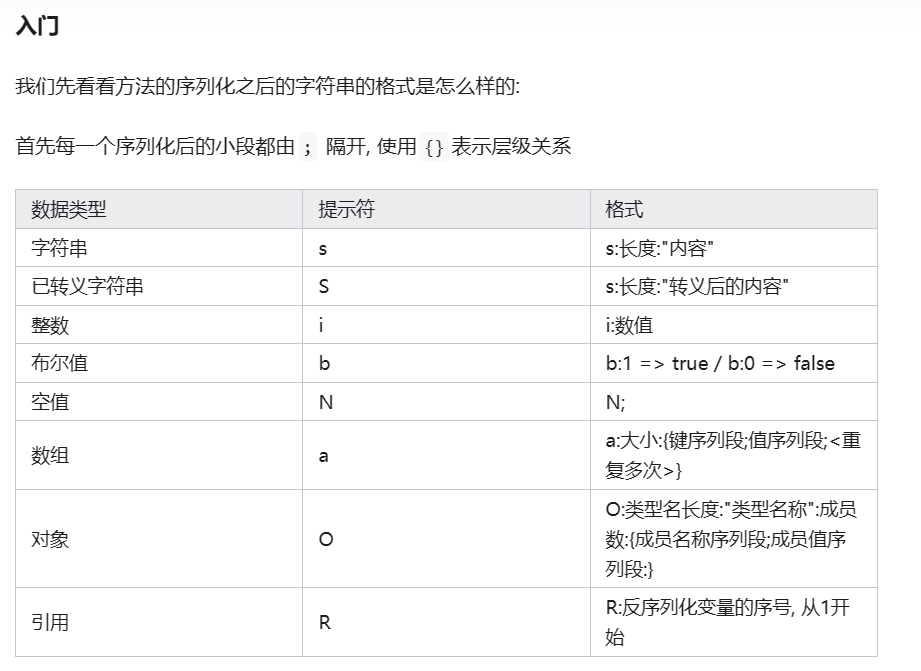 入门
我们先看看方法的序列化之后的字符串的格式是怎么样的:
首先每一个序列化后的小段都由 ; 隔开, 使用 {} 表示层级关系
数据类型 提示符 格式
字符串 s s:长度:"内容"
已转义字符串 S s:长度:"转义后的内容"
整数 i i:数值
布尔值 b b:1 => true / b:0 => false
空值 N N;
数组 a a:大小:{键序列段;值序列段;<重
复多次>}
对象 O O:类型名长度:"类型名称":成员
数:{成员名称序列段;成员值序
列段:}
引用 R R:反序列化变量的序号, 从1开
始